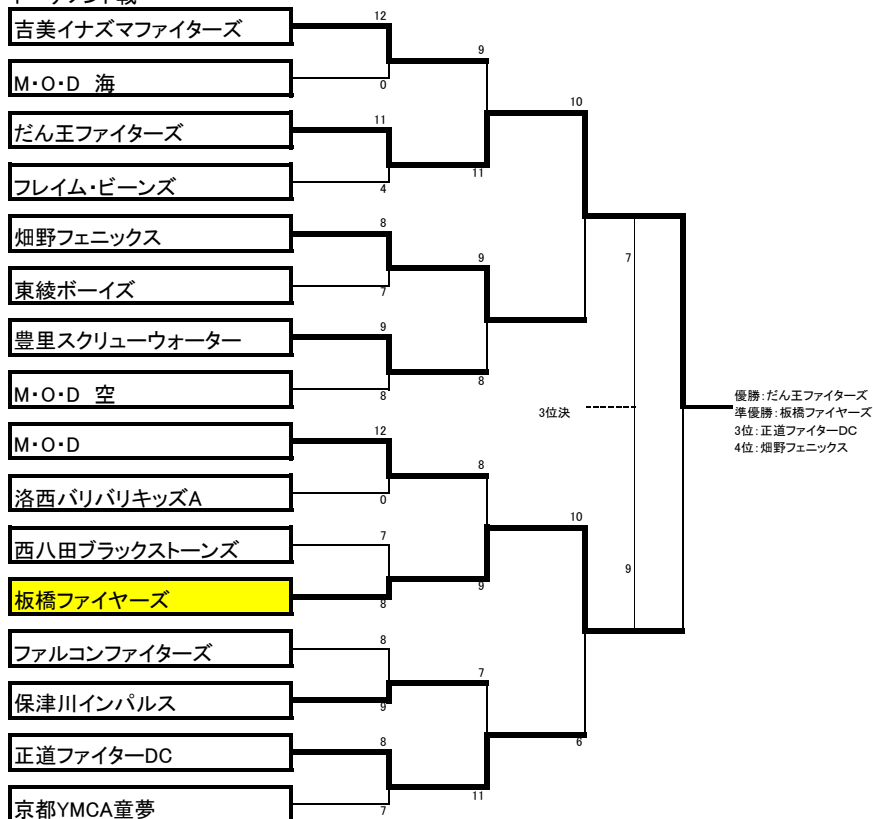 吉美イナズマファイターズ
M・O・D 海
だん王ファイターズ
フレイム・ビーンズ
畑野フェニックス
東綾ボーイズ
豊里スクリューウォーター
M・O・D 空
M・O・D
洛西バリバリキッズA
西八田ブラックストーンズ
板橋ファイヤーズ
ファルコンファイターズ
保津川インパルス
正道ファイターDC
京都YMCA童夢
12
0
11
4
8
7
9
8
12
0
7
8
8
9
8
7
9
11
9
8
8
9
7
11
10
10
6
7
9
3位決
優勝:だん王ファイターズ
準優勝:板橋ファイヤーズ
3位:正道ファイターDC
4位:畑野フェニックス